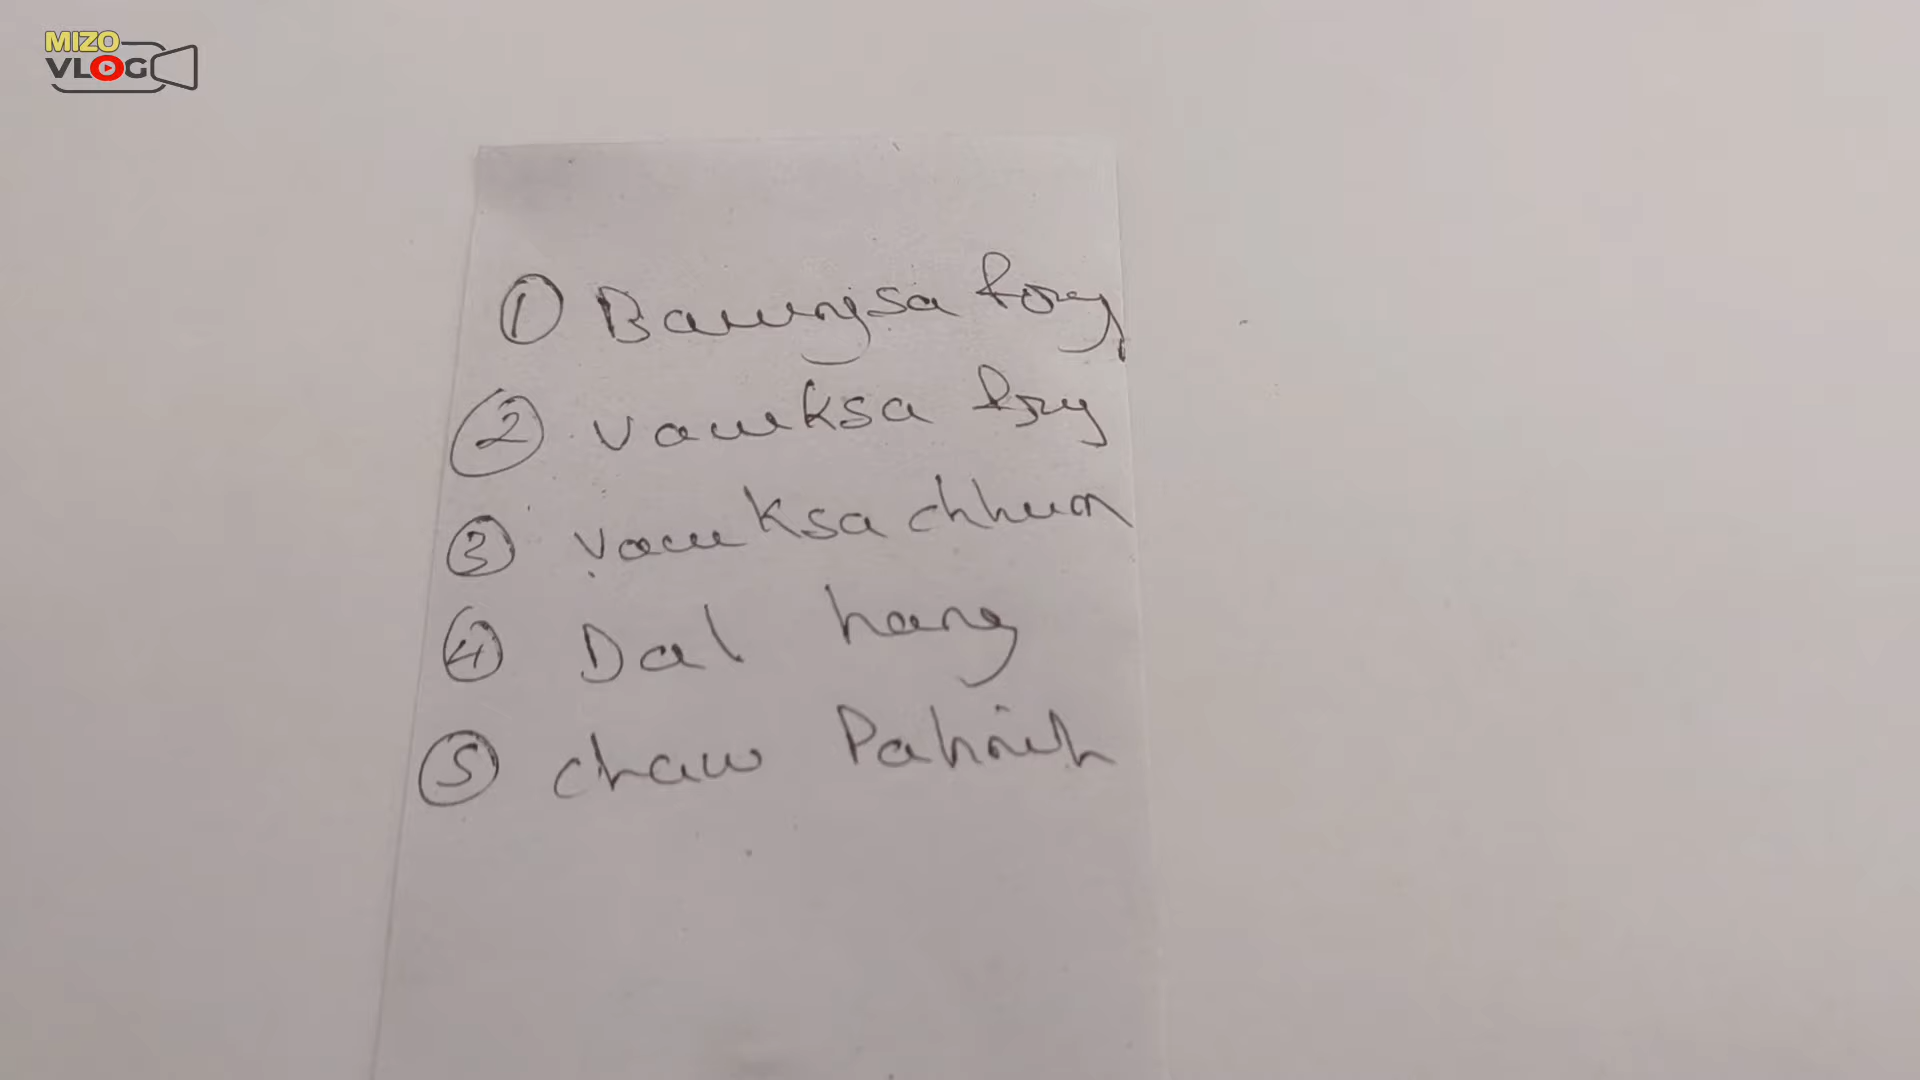 MIZO
VLOG
① Bawngsa fry
② Vawksa fry
③ Vawksa chhum
④ Dal hang
⑤ Chaw Pahnih